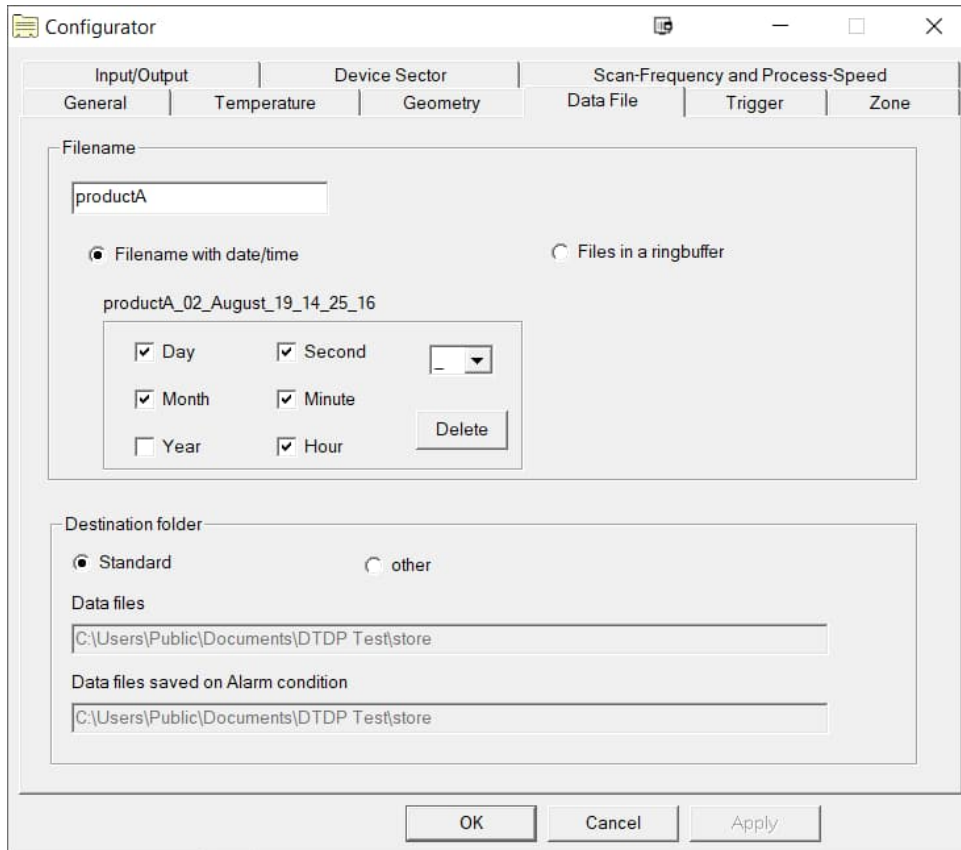 Configurator
Input/Output Device Sector Scan-Frequency and Process-Speed
General Temperature Geometry Data File Trigger Zone
Filename
productA
Filename with date/time Files in a ringbuffer
productA_02_August_19_14_25_16
Day Second _
Month Minute
Delete
Year Hour
Destination folder
Standard other
Data files
C:\Users\Public\Documents\DTDP Test\store
Data files saved on Alarm condition
C:\Users\Public\Documents\DTDP Test\store
OK Cancel Apply